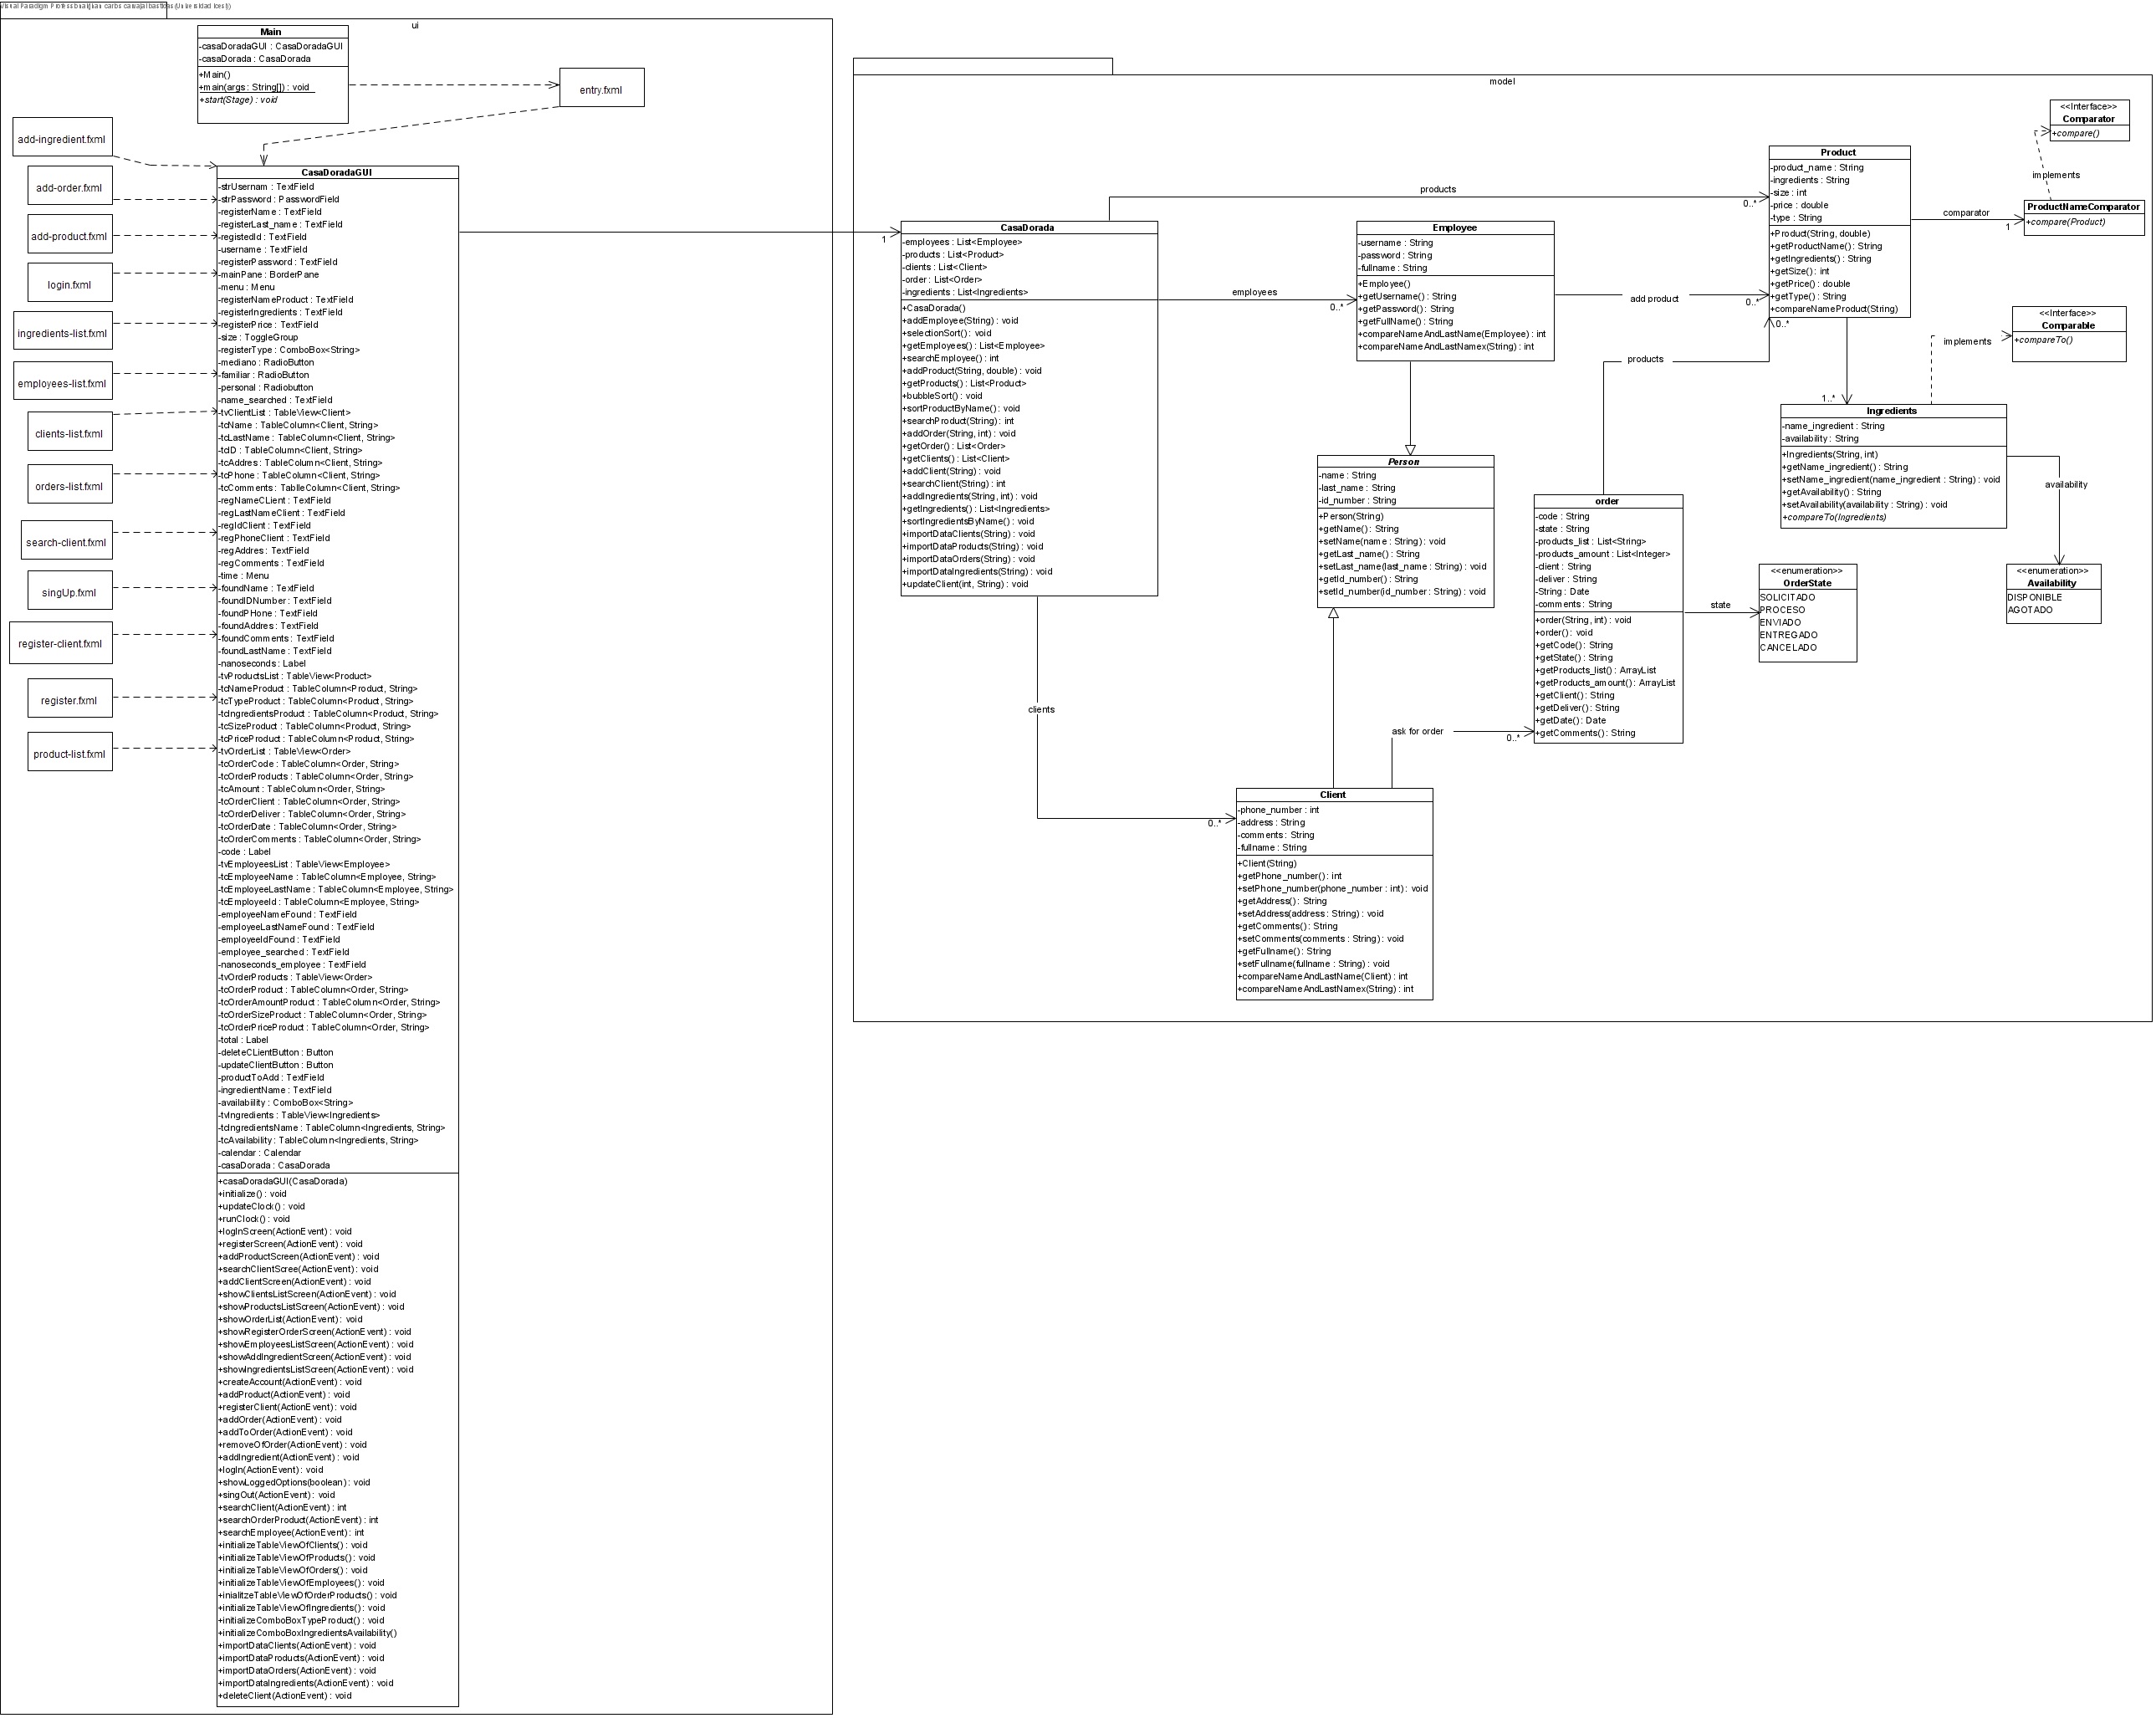 Visual Paradigm Professional(juan carlos carvajal bastidas(Universidad Icesi))
ui
Main
-casaDoradaGUI : CasaDoradaGUI
-casaDorada : CasaDorada
+Main()
+main(args : String[]) : void
+start(Stage) : void
entry.fxml
add-ingredient.fxml
add-order.fxml
add-product.fxml
login.fxml
ingredients-list.fxml
employees-list.fxml
clients-list.fxml
orders-list.fxml
search-client.fxml
singUp.fxml
register-client.fxml
register.fxml
product-list.fxml
CasaDoradaGUI
-strUsernam : TextField
-strPassword : PasswordField
-registerName : TextField
-registerLast_name : TextField
-registedId : TextField
-username : TextField
-registerPassword : TextField
-mainPane : BorderPane
-menu : Menu
-registerNameProduct : TextField
-registerIngredients : TextField
-registerPrice : TextField
-size : ToggleGroup
-registerType : ComboBox<String>
-mediano : RadioButton
-familiar : RadioButton
-personal : Radiobutton
-name_searched : TextField
-tvClientList : TableView<Client>
-tcName : TableColumn<Client, String>
-tcLastName : TableColumn<Client, String>
-tcID : TableColumn<Client, String>
-tcAddres : TableColumn<Client, String>
-tcPhone : TableColumn<Client, String>
-tcComments : TableColumn<Client, String>
-regNameCLient : TextField
-regLastNameClient : TextField
-regIdClient : TextField
-regPhoneClient : TextField
-regAddres : TextField
-regComments : TextField
-time : Menu
-foundName : TextField
-foundIDNumber : TextField
-foundPHone : TextField
-foundAddres : TextField
-foundComments : TextField
-foundLastName : TextField
-nanoseconds : Label
-tvProductsList : TableView<Product>
-tcNameProduct : TableColumn<Product, String>
-tcTypeProduct : TableColumn<Product, String>
-tcIngredientsProduct : TableColumn<Product, String>
-tcSizeProduct : TableColumn<Product, String>
-tcPriceProduct : TableColumn<Product, String>
-tvOrderList : TableView<Order>
-tcOrderCode : TableColumn<Order, String>
-tcOrderProducts : TableColumn<Order, String>
-tcAmount : TableColumn<Order, String>
-tcOrderClient : TableColumn<Order, String>
-tcOrderDeliver : TableColumn<Order, String>
-tcOrderDate : TableColumn<Order, String>
-tcOrderComments : TableColumn<Order, String>
-code : Label
-tvEmployeesList : TableView<Employee>
-tcEmployeeName : TableColumn<Employee, String>
-tcEmployeeLastName : TableColumn<Employee, String>
-tcEmployeeId : TableColumn<Employee, String>
-employeeNameFound : TextField
-employeeLastNameFound : TextField
-employeeIdFound : TextField
-employee_searched : TextField
-nanoseconds_employee : TextField
-tvOrderProducts : TableView<Order>
-tcOrderProduct : TableColumn<Order, String>
-tcOrderAmountProduct : TableColumn<Order, String>
-tcOrderSizeProduct : TableColumn<Order, String>
-tcOrderPriceProduct : TableColumn<Order, String>
-total : Label
-deleteCLientButton : Button
-updateClientButton : Button
-productToAdd : TextField
-ingredientName : TextField
-availability : ComboBox<String>
-tvIngredients : TableView<Ingredients>
-tcIngredientsName : TableColumn<Ingredients, String>
-tcAvailability : TableColumn<Ingredients, String>
-calendar : Calendar
-casaDorada : CasaDorada
+casaDoradaGUI(CasaDorada)
+initialize() : void
+updateClock() : void
+runClock() : void
+logInScreen(ActionEvent) : void
+registerScreen(ActionEvent) : void
+addProductScreen(ActionEvent) : void
+searchClientScree(ActionEvent) : void
+addClientScreen(ActionEvent) : void
+showClientsListScreen(ActionEvent) : void
+showProductsListScreen(ActionEvent) : void
+showOrderList(ActionEvent) : void
+showRegisterOrderScreen(ActionEvent) : void
+showEmployeesListScreen(ActionEvent) : void
+showAddIngredientScreen(ActionEvent) : void
+showIngredientsListScreen(ActionEvent) : void
+createAccount(ActionEvent) : void
+addProduct(ActionEvent) : void
+registerClient(ActionEvent) : void
+addOrder(ActionEvent) : void
+addToOrder(ActionEvent) : void
+removeOfOrder(ActionEvent) : void
+addIngredient(ActionEvent) : void
+logIn(ActionEvent) : void
+showLoggedOptions(boolean) : void
+singOut(ActionEvent) : void
+searchClient(ActionEvent) : int
+searchOrderProduct(ActionEvent) : int
+searchEmployee(ActionEvent) : int
+initializeTableViewOfClients() : void
+initializeTableViewOfProducts() : void
+initializeTableViewOfOrders() : void
+initializeTableViewOfEmployees() : void
+inialitzeTableViewOfOrderProducts() : void
+initializeTableViewOfIngredients() : void
+initializeComboBoxTypeProduct() : void
+initializeComboBoxIngredientsAvailability()
+importDataClients(ActionEvent) : void
+importDataProducts(ActionEvent) : void
+importDataOrders(ActionEvent) : void
+importDataIngredients(ActionEvent) : void
+deleteClient(ActionEvent) : void
1
model
CasaDorada
-employees : List<Employee>
-products : List<Product>
-clients : List<Client>
-order : List<Order>
-ingredients : List<Ingredients>
+CasaDorada()
+addEmployee(String) : void
+selectionSort() : void
+getEmployees() : List<Employee>
+searchEmployee() : int
+addProduct(String, double) : void
+getProducts() : List<Product>
+bubbleSort() : void
+sortProductByName() : void
+searchProduct(String) : int
+addOrder(String, int) : void
+getOrder() : List<Order>
+getClients() : List<Client>
+addClient(String) : void
+searchClient(String) : int
+addIngredients(String, int) : void
+getIngredients() : List<Ingredients>
+sortIngredientsByName() : void
+importDataClients(String) : void
+importDataProducts(String) : void
+importDataOrders(String) : void
+importDataIngredients(String) : void
+updateClient(int, String) : void
products
0..*
employees
0..*
clients
0..*
Employee
-username : String
-password : String
-fullname : String
+Employee()
+getUsername() : String
+getPassword() : String
+getFullName() : String
+compareNameAndLastName(Employee) : int
+compareNameAndLastNamex(String) : int
add product
0..*
Person
-name : String
-last_name : String
-id_number : String
+Person(String)
+getName() : String
+setName(name : String) : void
+getLast_name() : String
+setLast_name(last_name : String) : void
+getId_number() : String
+setId_number(id_number : String) : void
Client
-phone_number : int
-address : String
-comments : String
-fullname : String
+Client(String)
+getPhone_number() : int
+setPhone_number(phone_number : int) : void
+getAddress() : String
+setAddress(address : String) : void
+getComments() : String
+setComments(comments : String) : void
+getFullname() : String
+setFullname(fullname : String) : void
+compareNameAndLastName(Client) : int
+compareNameAndLastNamex(String) : int
ask for order
0..*
order
-code : String
-state : String
-products_list : List<String>
-products_amount : List<Integer>
-client : String
-deliver : String
-String : Date
-comments : String
+order(String, int) : void
+order() : void
+getCode() : String
+getState() : String
+getProducts_list() : ArrayList
+getProducts_amount() : ArrayList
+getClient() : String
+getDeliver() : String
+getDate() : Date
+getComments() : String
products
0..*
state
<<enumeration>>
OrderState
SOLICITADO
PROCESO
ENVIADO
ENTREGADO
CANCELADO
Product
-product_name : String
-ingredients : String
-size : int
-price : double
-type : String
+Product(String, double)
+getProductName() : String
+getIngredients() : String
+getSize() : int
+getPrice() : double
+getType() : String
+compareNameProduct(String)
comparator
1
<<Interface>>
Comparator
+compare()
implements
ProductNameComparator
+compare(Product)
<<Interface>>
Comparable
+compareTo()
implements
1..*
Ingredients
-name_ingredient : String
-availability : String
+Ingredients(String, int)
+getName_ingredient() : String
+setName_ingredient(name_ingredient : String) : void
+getAvailability() : String
+setAvailability(availability : String) : void
+compareTo(Ingredients)
availability
<<enumeration>>
Availability
DISPONIBLE
AGOTADO